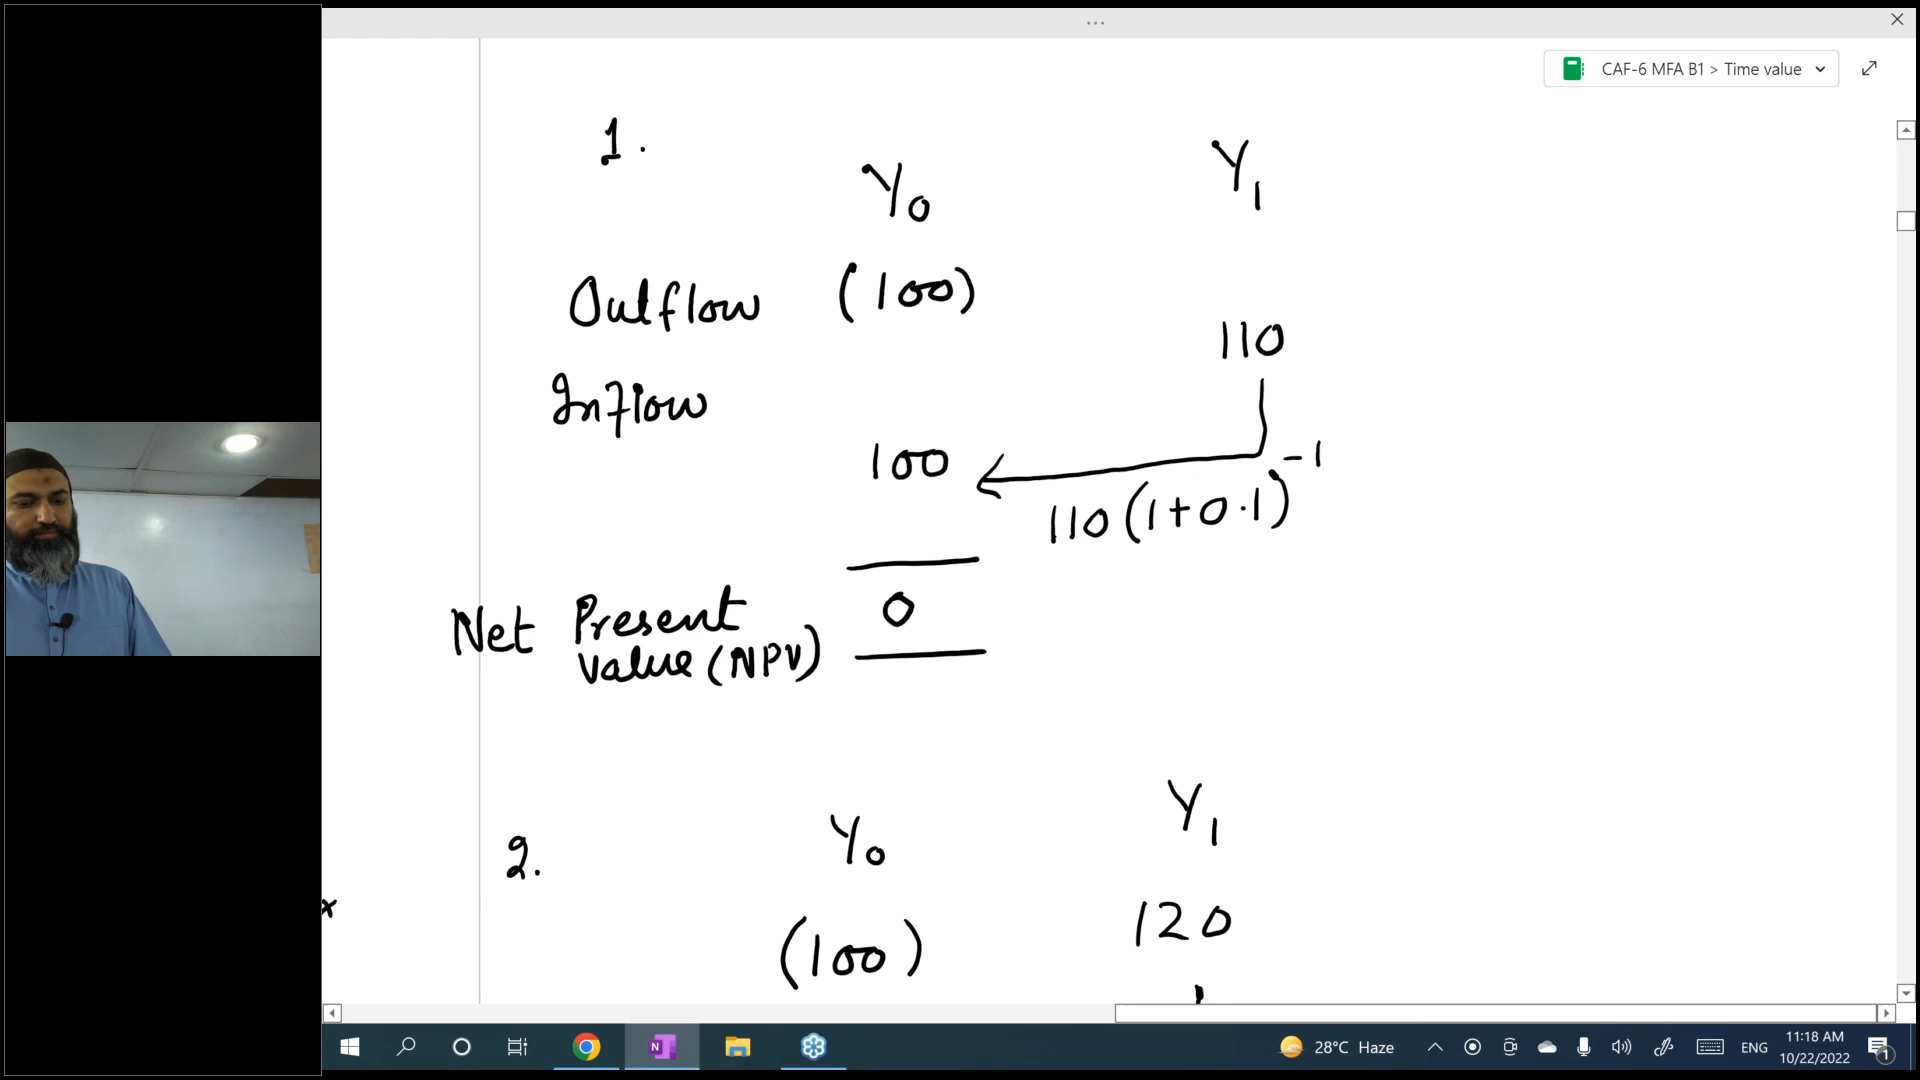 CAF-6 MFA B1 > Time value
1.
Y0 Y1
Outflow (100)
110
Inflow
100
110(1+0.1)-1
Net Present 0
Value (NPV)
2.
Y0 Y1
x
(100) 120
28°C Haze
ENG
11:18 AM
10/22/2022
1